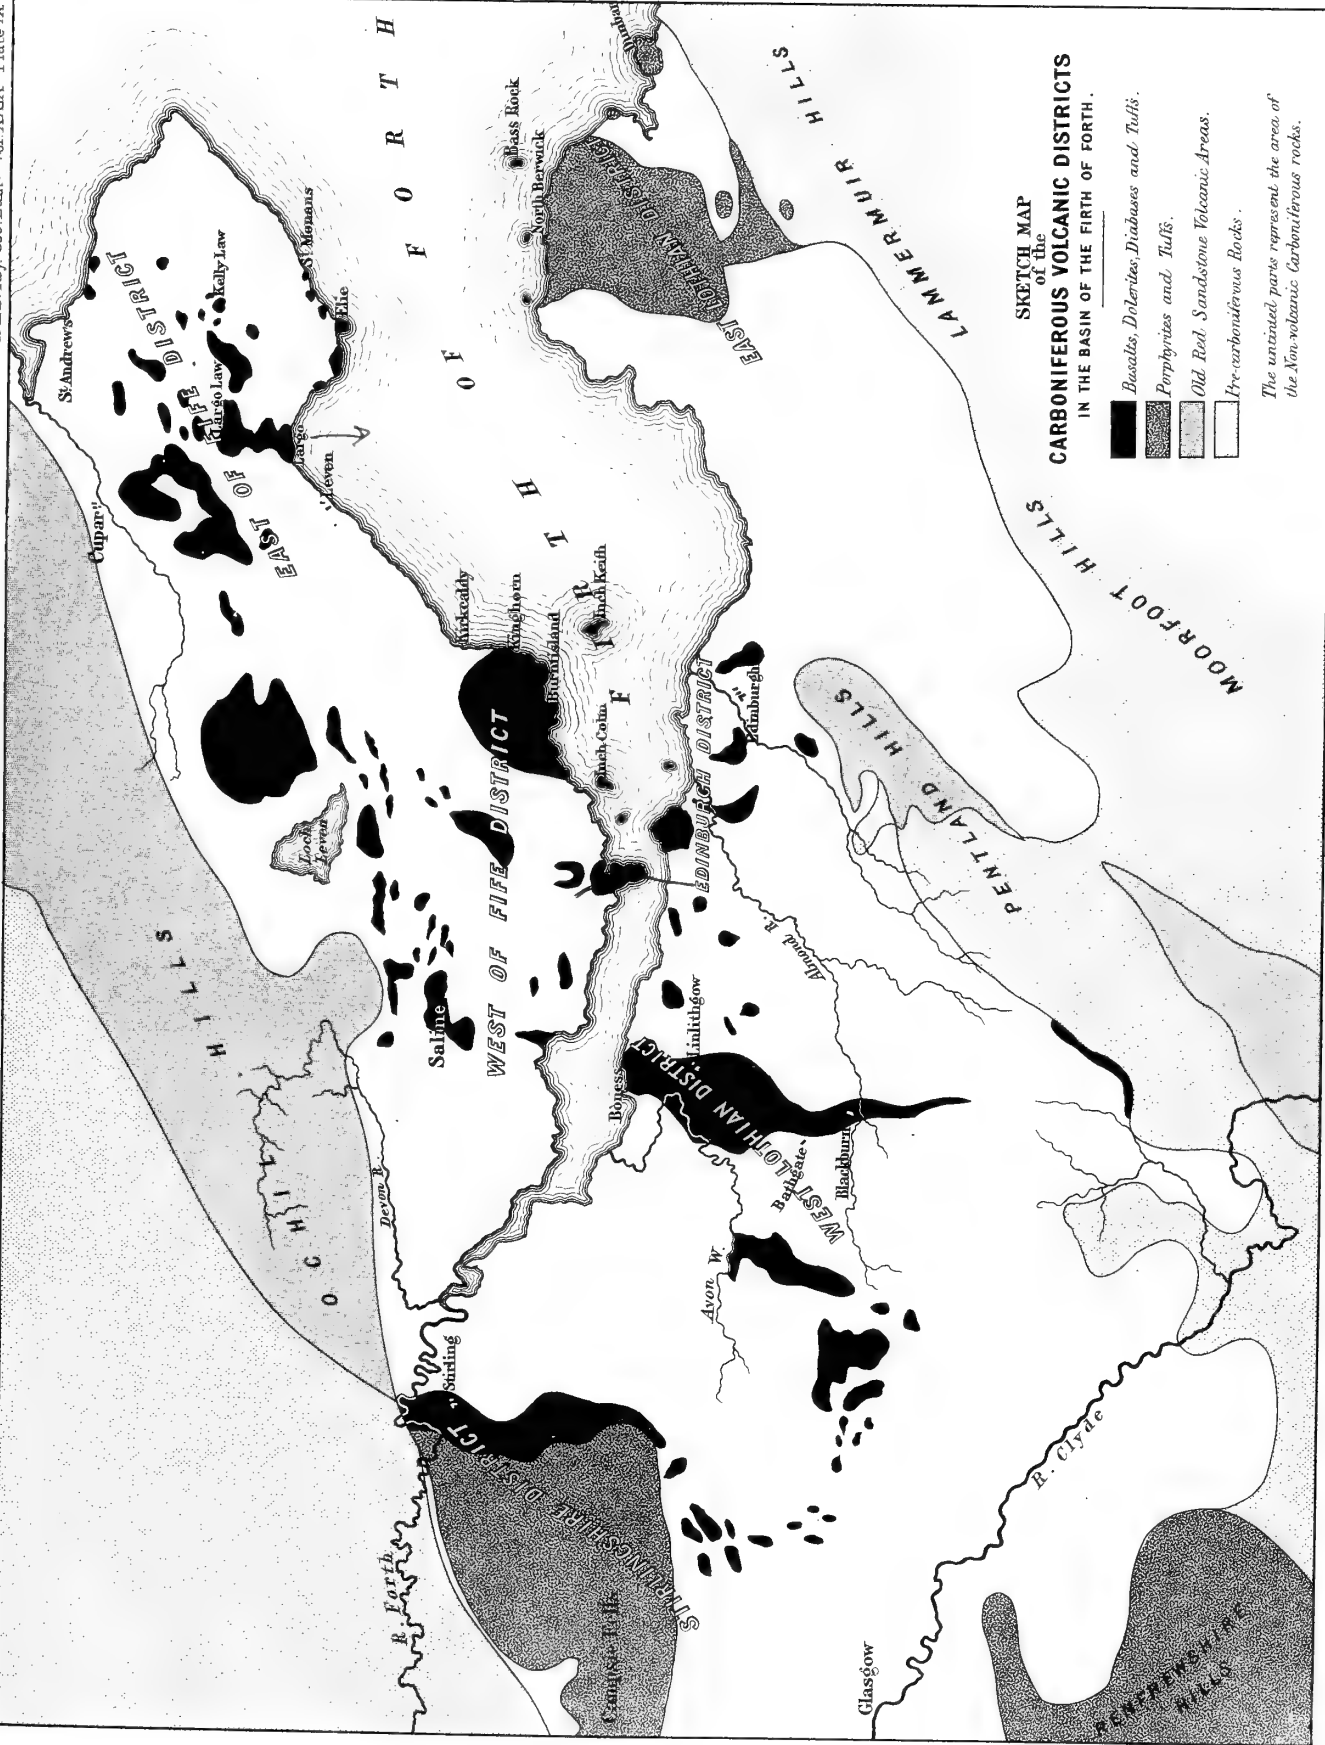 SKETCH MAP
of the
CARBONIFEROUS VOLCANIC DISTRICTS
IN THE BASIN OF THE FIRTH OF FORTH.
Basalts, Dolerites, Diabases and Tuffs.
Porphyrites and Tuffs.
Old Red Sandstone Volcanic Areas.
Pre-carboniferous Rocks.
The untinted parts represent the area of
the Non-volcanic Carboniferous rocks.
St Andrews
EAST OF FIFE DISTRICT
Kelly Law
Largo Law
St Monans
Elie
Largo
"Leven
Cupar"
FIRTH OF FORTH
Bass Rock
North Berwick
Dunbar
EAST LOTHIAN DISTRICT
LAMMERMUIR HILLS
MOORFOOT HILLS
Kirkcaldy
Kinghorn
Burntisland
Inch Keith
Inch Colm
Loch
Leven
WEST OF FIFE DISTRICT
Saline
EDINBURGH DISTRICT
Edinburgh
PENTLAND HILLS
Almond R.
Linlithgow
Boness
WEST LOTHIAN DISTRICT
Bathgate
Blackburn
Avon W
OCHIL HILLS
Devon R.
Stirling
STIRLINGSHIRE DISTRICT
R. Forth
Campsie Fells
R. Clyde
Glasgow
RENFREWSHIRE
HILLS